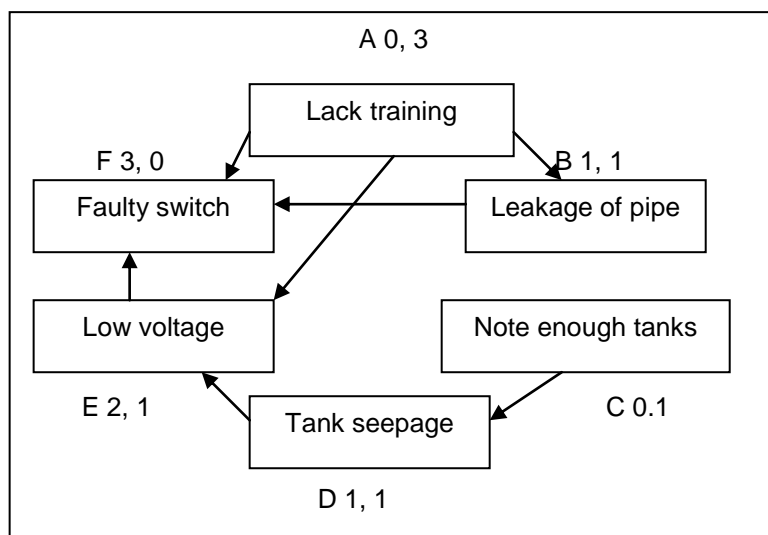 A 0, 3
Lack training
F 3, 0
B 1, 1
Faulty switch
Leakage of pipe
Low voltage
Note enough tanks
E 2, 1
Tank seepage
C 0.1
D 1, 1